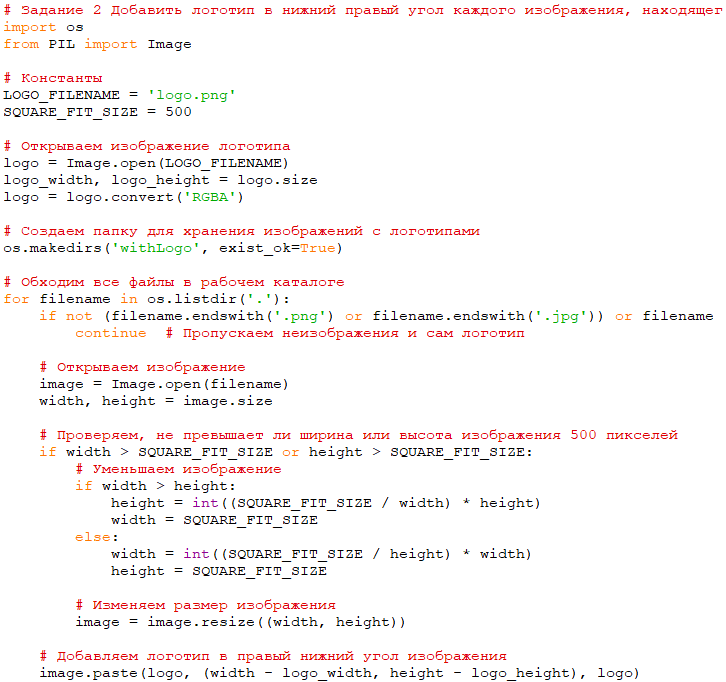 # Задание 2 Добавить логотип в нижний правый угол каждого изображения, находящег
import os
from PIL import Image

# Константы
LOGO_FILENAME = 'logo.png'
SQUARE_FIT_SIZE = 500

# Открываем изображение логотипа
logo = Image.open(LOGO_FILENAME)
logo_width, logo_height = logo.size
logo = logo.convert('RGBA')

# Создаем папку для хранения изображений с логотипами
os.makedirs('withLogo', exist_ok=True)

# Обходим все файлы в рабочем каталоге
for filename in os.listdir('.'):
    if not (filename.endswith('.png') or filename.endswith('.jpg')) or filename
        continue  # Пропускаем неизображения и сам логотип

    # Открываем изображение
    image = Image.open(filename)
    width, height = image.size

    # Проверяем, не превышает ли ширина или высота изображения 500 пикселей
    if width > SQUARE_FIT_SIZE or height > SQUARE_FIT_SIZE:
        # Уменьшаем изображение
        if width > height:
            height = int((SQUARE_FIT_SIZE / width) * height)
            width = SQUARE_FIT_SIZE
        else:
            width = int((SQUARE_FIT_SIZE / height) * width)
            height = SQUARE_FIT_SIZE

        # Изменяем размер изображения
        image = image.resize((width, height))

    # Добавляем логотип в правый нижний угол изображения
    image.paste(logo, (width - logo_width, height - logo_height), logo)